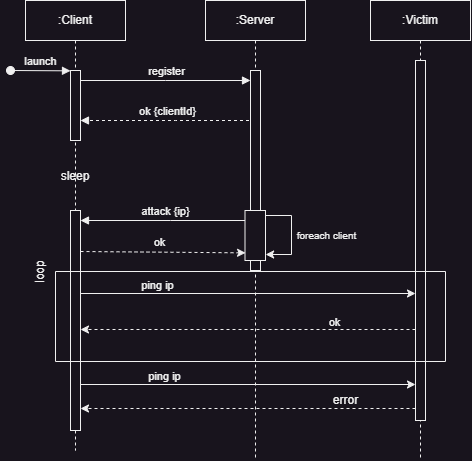 :Client
:Server
:Victim
launch
register
ok {clientId}
sleep
attack {ip}
foreach client
ok
loop
ping ip
ok
ping ip
error